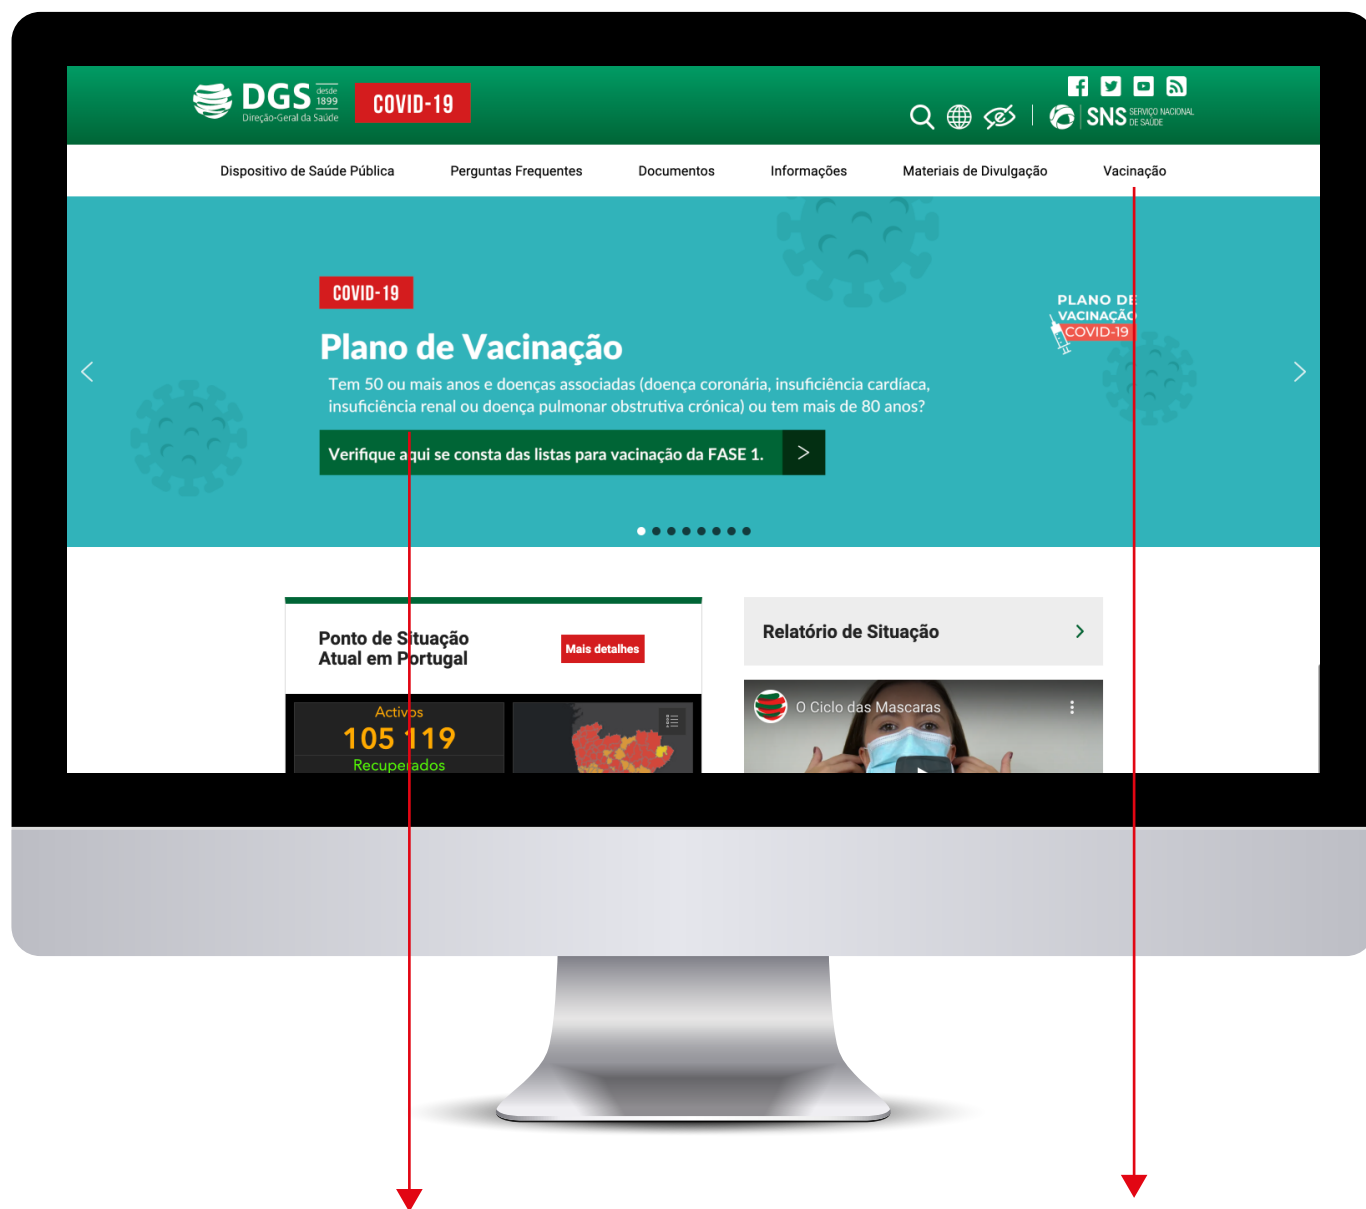 DGS desde 1899
Direção-Geral da Saúde
COVID-19
SNS SERVIÇO NACIONAL DE SAÚDE
Dispositivo de Saúde Pública
Perguntas Frequentes
Documentos
Informações
Materiais de Divulgação
Vacinação
COVID-19
Plano de Vacinação
Tem 50 ou mais anos e doenças associadas (doença coronária, insuficiência cardíaca,
insuficiência renal ou doença pulmonar obstrutiva crónica) ou tem mais de 80 anos?
Verifique aqui se consta das listas para vacinação da FASE 1.
PLANO DE
VACINAÇÃO
COVID-19
Ponto de Situação
Atual em Portugal
Mais detalhes
Activos
105 119
Recuperados
Relatório de Situação
O Ciclo das Mascaras